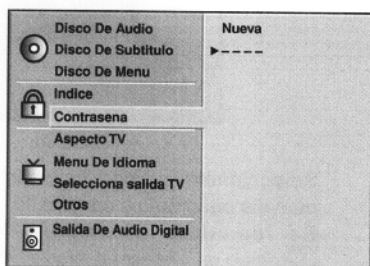 Disco De Audio
Disco De Subtitulo
Disco De Menu
Indice
Contrasena
Aspecto TV
Menu De Idioma
Selecciona salida TV
Otros
Salida De Audio Digital
Nueva
----